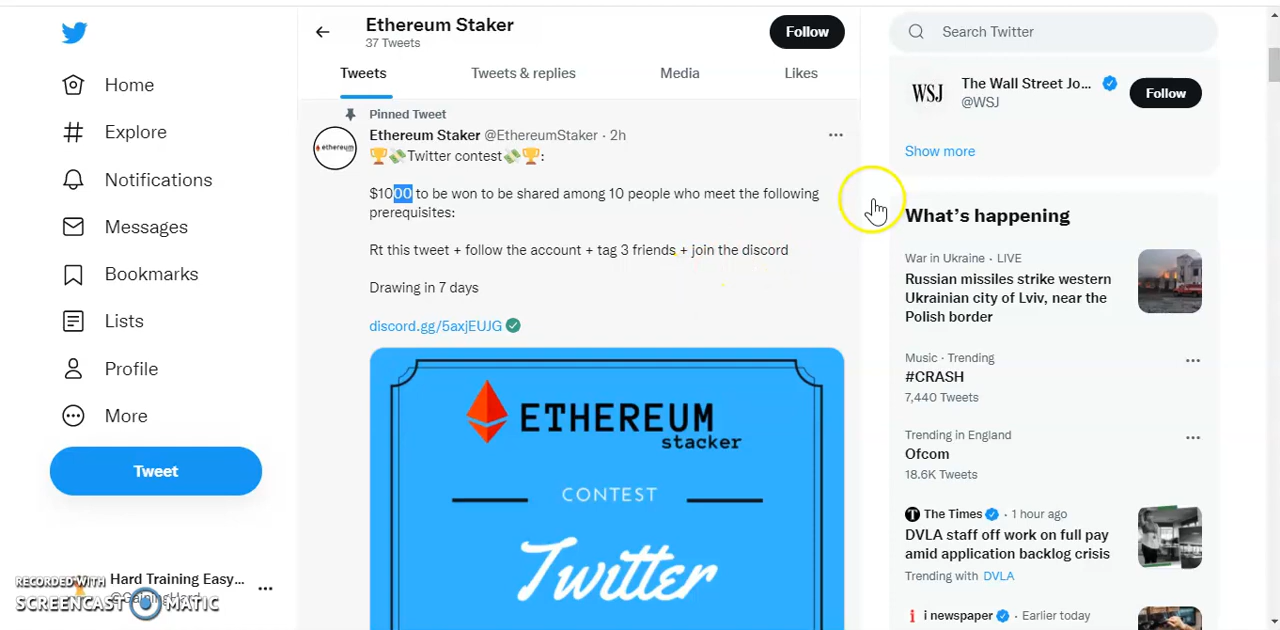 Home
Explore
Notifications
Messages
Bookmarks
Lists
Profile
More
Tweet
Hard Training Easy...
RECORDED WITH
SCREENCAST MATIC
Ethereum Staker
37 Tweets
Follow
Tweets
Tweets & replies
Media
Likes
Pinned Tweet
Ethereum Staker @EthereumStaker · 2h
🏆💸Twitter contest💸🏆:
$1000 to be won to be shared among 10 people who meet the following
prerequisites:
Rt this tweet + follow the account + tag 3 friends + join the discord
Drawing in 7 days
discord.gg/5axjEUJG
ethereum
ETHEREUM
stacker
CONTEST
Twitter
Search Twitter
WSJ
The Wall Street Jo...
@WSJ
Follow
Show more
What's happening
War in Ukraine · LIVE
Russian missiles strike western
Ukrainian city of Lviv, near the
Polish border
Music · Trending
#CRASH
7,440 Tweets
Trending in England
Ofcom
18.6K Tweets
The Times · 1 hour ago
DVLA staff off work on full pay
amid application backlog crisis
Trending with DVLA
i newspaper · Earlier today